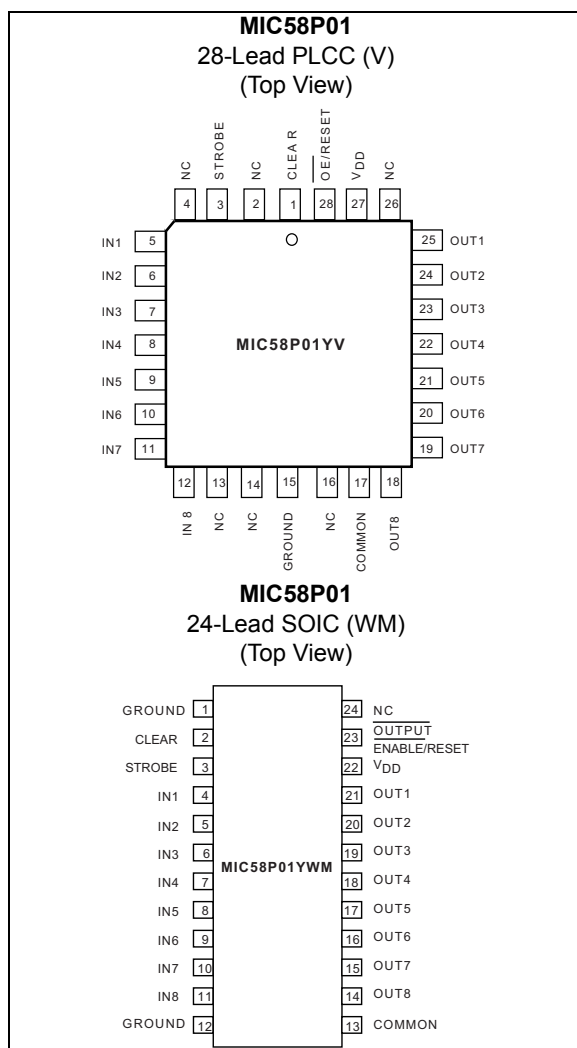 MIC58P01
28-Lead PLCC (V)
(Top View)
NC
STROBE
NC
CLEA R
OE/RESET
VDD
NC
4 3 2 1 28 27 26
IN1 5 25 OUT1
IN2 6 24 OUT2
IN3 7 23 OUT3
IN4 8 MIC58P01YV 22 OUT4
IN5 9 21 OUT5
IN6 10 20 OUT6
IN7 11 19 OUT7
12 13 14 15 16 17 18
IN 8
NC
NC
GROUND
NC
COMMON
OUT8
MIC58P01
24-Lead SOIC (WM)
(Top View)
GROUND 1 24 NC
CLEAR 2 23 OUTPUT
ENABLE/RESET
STROBE 3 22 VDD
IN1 4 21 OUT1
IN2 5 20 OUT2
IN3 6 19 OUT3
IN4 7 MIC58P01YWM 18 OUT4
IN5 8 17 OUT5
IN6 9 16 OUT6
IN7 10 15 OUT7
IN8 11 14 OUT8
GROUND 12 13 COMMON